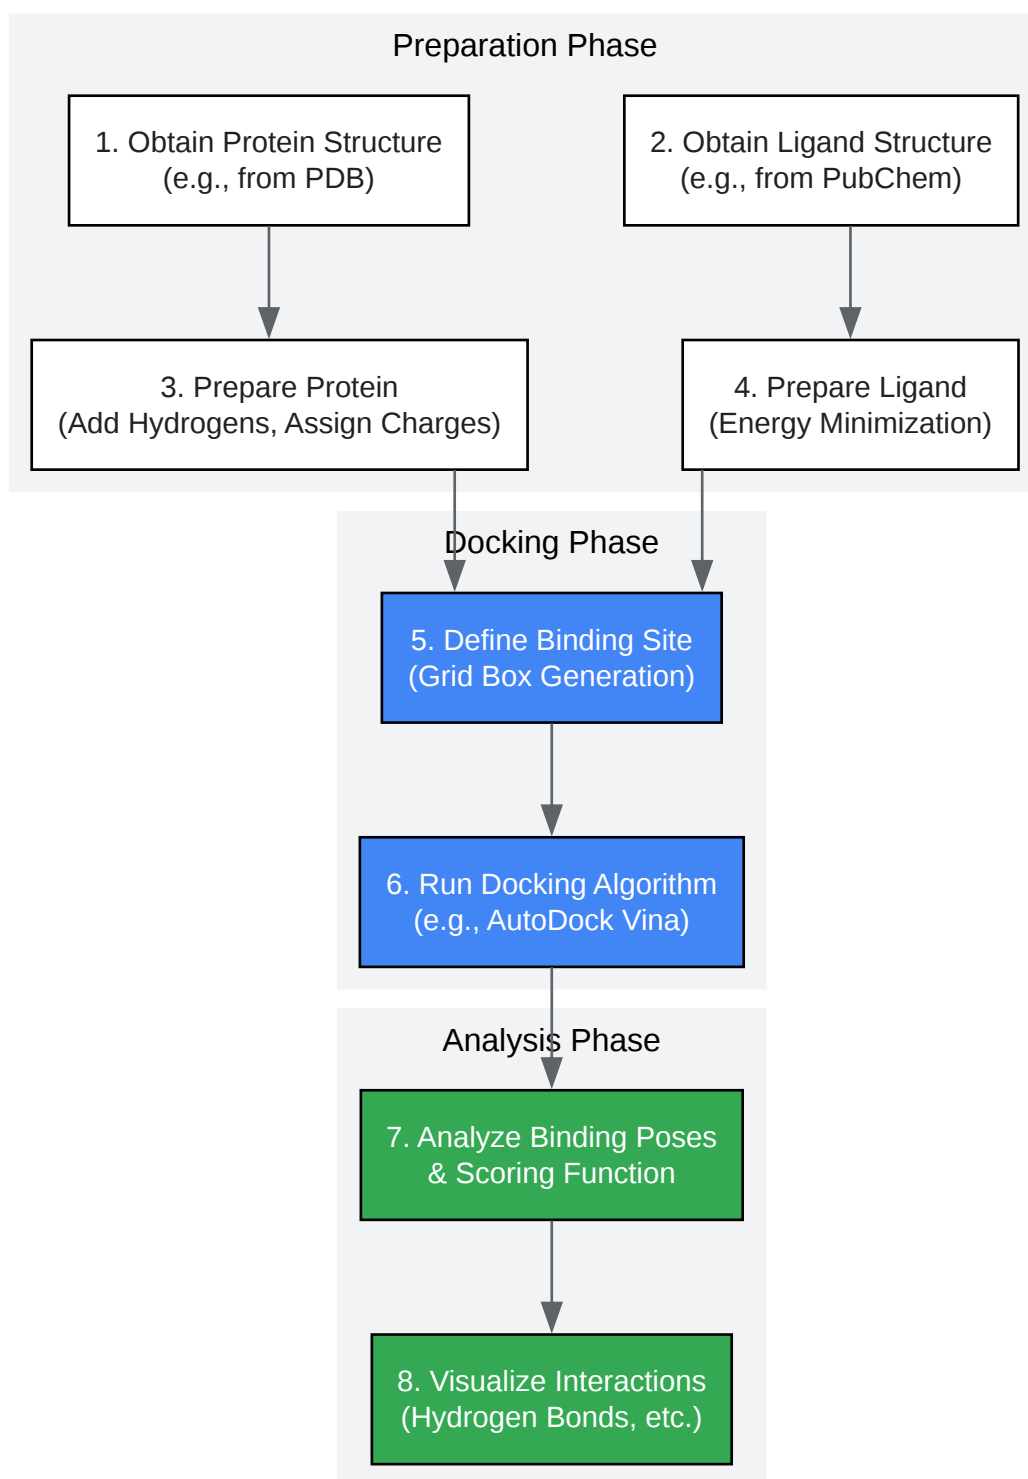 Preparation Phase
1. Obtain Protein Structure
(e.g., from PDB)
2. Obtain Ligand Structure
(e.g., from PubChem)
3. Prepare Protein
(Add Hydrogens, Assign Charges)
4. Prepare Ligand
(Energy Minimization)
Docking Phase
5. Define Binding Site
(Grid Box Generation)
6. Run Docking Algorithm
(e.g., AutoDock Vina)
Analysis Phase
7. Analyze Binding Poses
& Scoring Function
8. Visualize Interactions
(Hydrogen Bonds, etc.)